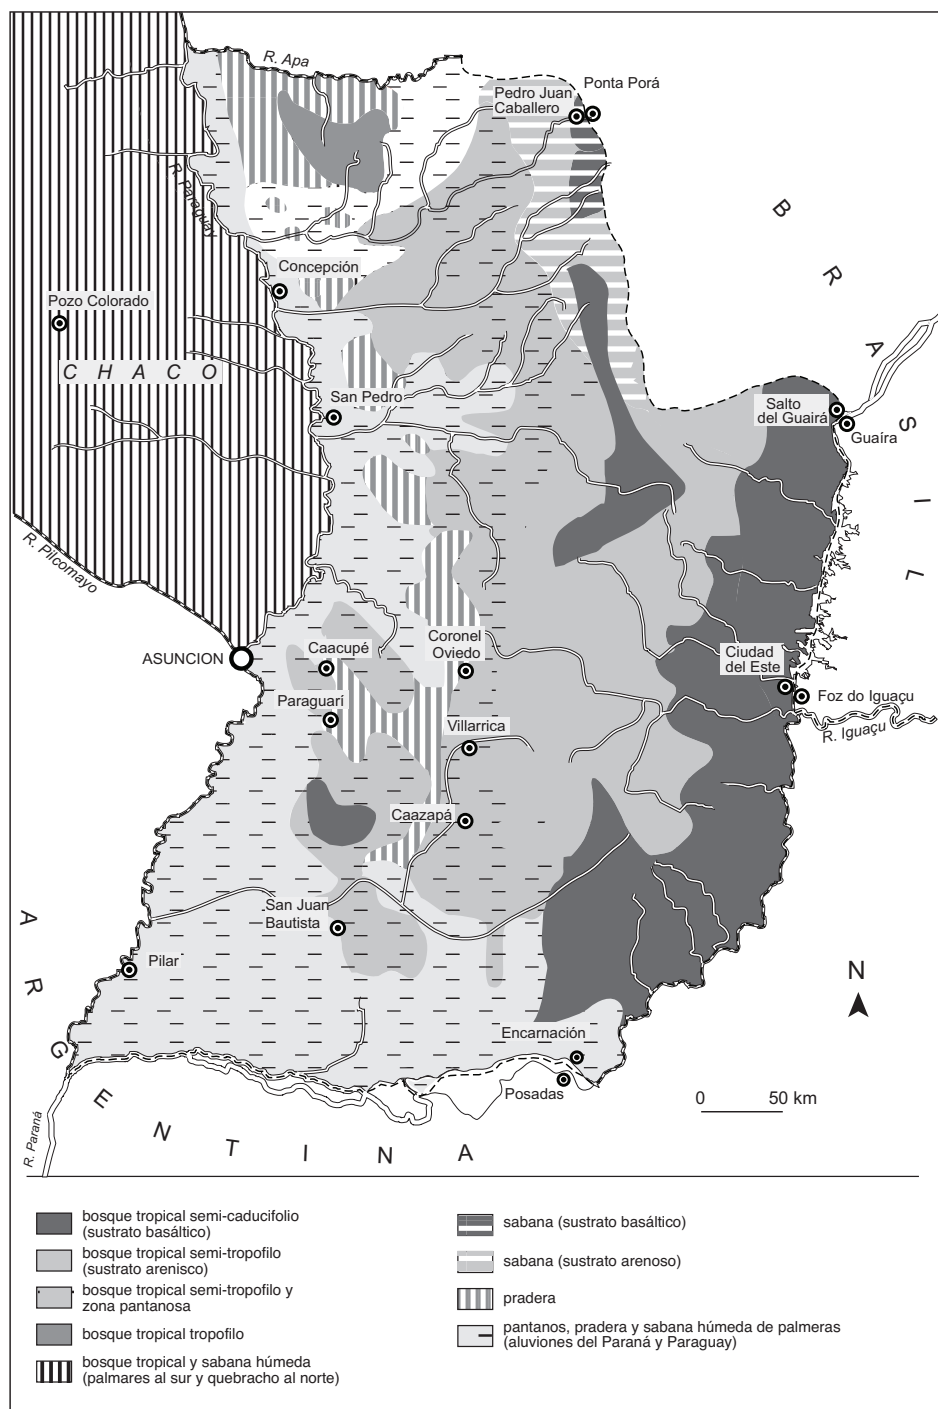 R. Apa
Pedro Juan
Caballero
Ponta Porá
R. Paraguay
B R A S I L
Concepción
Pozo Colorado
C H A C O
San Pedro
Salto
del Guairá
Guaíra
R. Pilcomayo
ASUNCION
Caacupé
Coronel
Oviedo
Ciudad
del Este
Paraguarí
Foz do Iguaçu
R. Iguaçu
Villarrica
Caazapá
San Juan
Bautista
Pilar
A R G E N T I N A
N
Encarnación
Posadas
0 50 km
R. Paraná
bosque tropical semi-caducifolio
(sustrato basáltico)
bosque tropical semi-tropofilo
(sustrato arenisco)
bosque tropical semi-tropofilo y
zona pantanosa
bosque tropical tropofilo
bosque tropical y sabana húmeda
(palmares al sur y quebracho al norte)
sabana (sustrato basáltico)
sabana (sustrato arenoso)
pradera
pantanos, pradera y sabana húmeda de palmeras
(aluviones del Paraná y Paraguay)